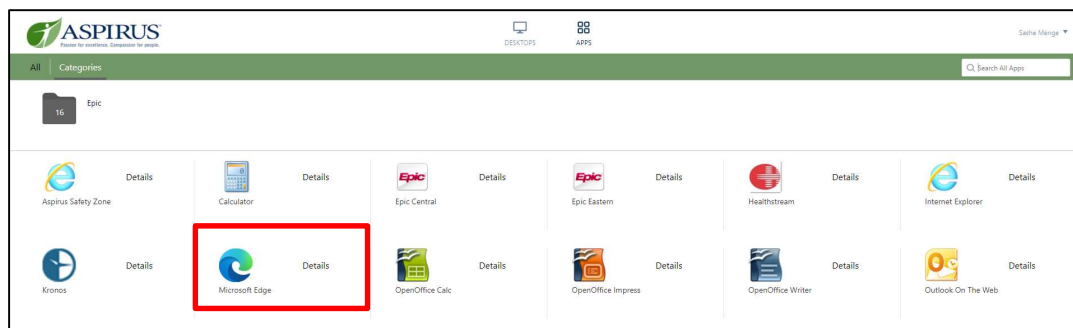 ASPIRUS
Passion for excellence. Compassion for people.
DESKTOPS
APPS
Sasha Menge
All
Categories
Search All Apps
16
Epic
Details
Aspirus Safety Zone
Details
Calculator
Epic
Details
Epic Central
Epic
Details
Epic Eastern
Details
Healthstream
Details
Internet Explorer
Details
Kronos
Details
Microsoft Edge
Details
OpenOffice Calc
Details
OpenOffice Impress
Details
OpenOffice Writer
Details
Outlook On The Web